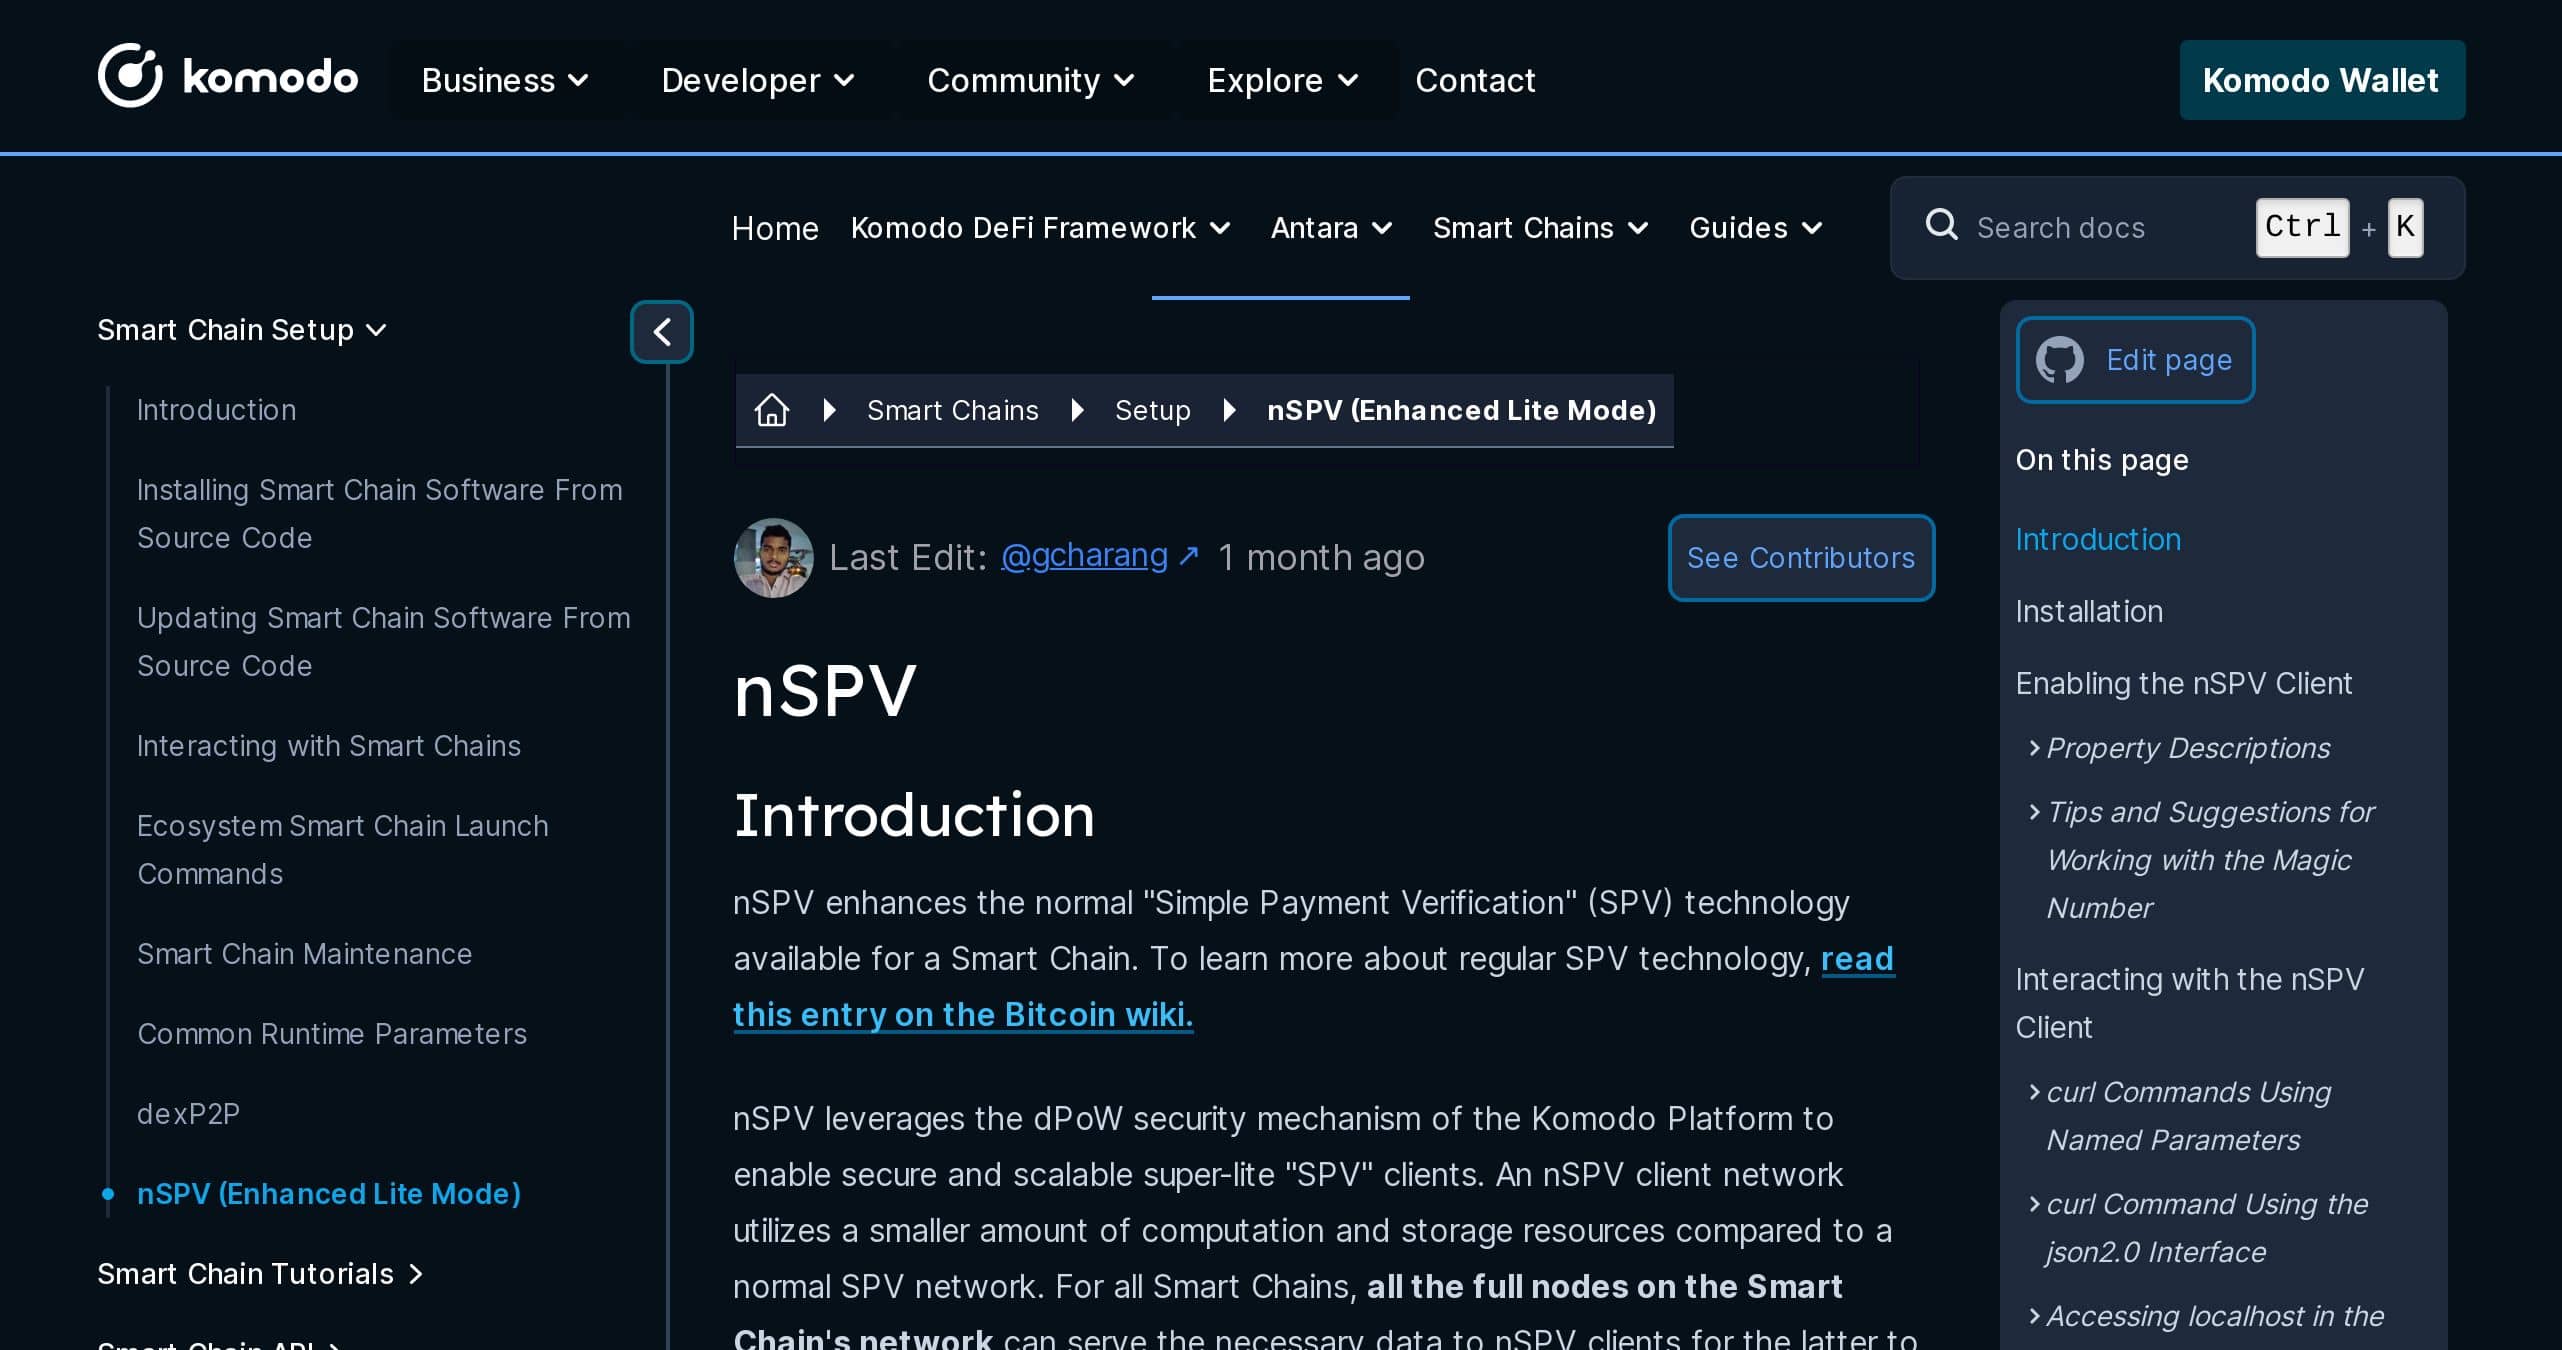 komodo
Business
Developer
Community
Explore
Contact
Komodo Wallet
Home
Komodo DeFi Framework
Antara
Smart Chains
Guides
Search docs
Ctrl + K
Smart Chain Setup
Introduction
Installing Smart Chain Software From
Source Code
Updating Smart Chain Software From
Source Code
Interacting with Smart Chains
Ecosystem Smart Chain Launch
Commands
Smart Chain Maintenance
Common Runtime Parameters
dexP2P
nSPV (Enhanced Lite Mode)
Smart Chain Tutorials
Smart Chain API
Smart Chains
Setup
nSPV (Enhanced Lite Mode)
Last Edit: @gcharang ↗ 1 month ago
See Contributors
nSPV
Introduction
nSPV enhances the normal "Simple Payment Verification" (SPV) technology
available for a Smart Chain. To learn more about regular SPV technology, read
this entry on the Bitcoin wiki.
nSPV leverages the dPoW security mechanism of the Komodo Platform to
enable secure and scalable super-lite "SPV" clients. An nSPV client network
utilizes a smaller amount of computation and storage resources compared to a
normal SPV network. For all Smart Chains, all the full nodes on the Smart
Chain's network can serve the necessary data to nSPV clients for the latter to
Edit page
On this page
Introduction
Installation
Enabling the nSPV Client
Property Descriptions
Tips and Suggestions for
Working with the Magic
Number
Interacting with the nSPV
Client
curl Commands Using
Named Parameters
curl Command Using the
json2.0 Interface
Accessing localhost in the